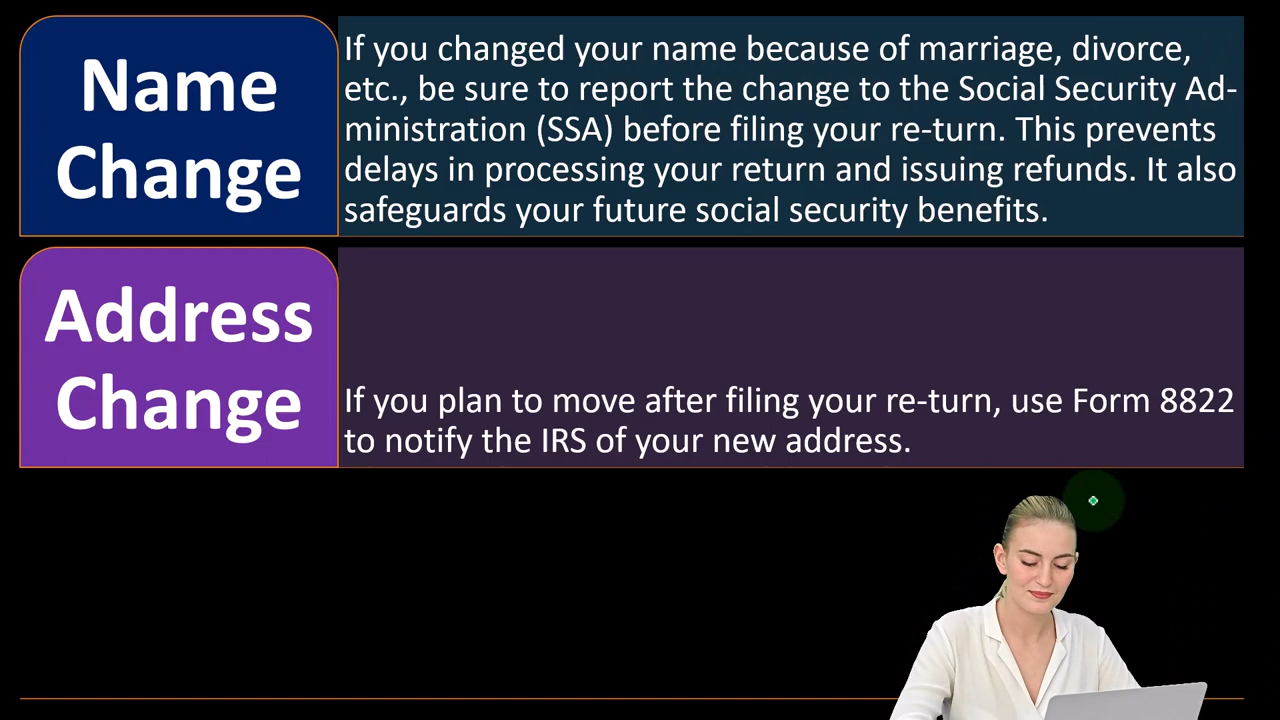 Name
Change
If you changed your name because of marriage, divorce,
etc., be sure to report the change to the Social Security Ad-
ministration (SSA) before filing your re-turn. This prevents
delays in processing your return and issuing refunds. It also
safeguards your future social security benefits.
Address
Change
If you plan to move after filing your re-turn, use Form 8822
to notify the IRS of your new address.